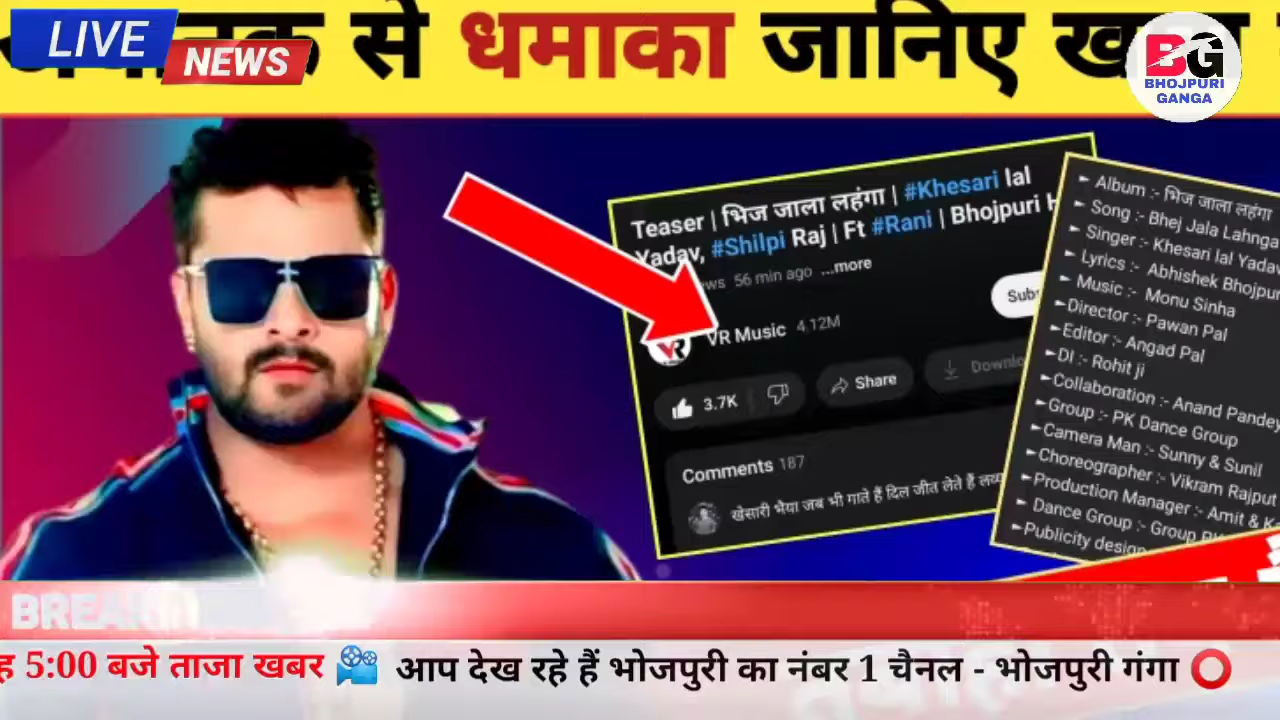 LIVE
NEWS
से धमाका जानिए
BG
BHOJPURI
GANGA
Teaser | भिज जाला लहंगा | #Khesari lal
Yadav, #Shilpi Raj | Ft #Rani | Bhojpuri
56 min ago ...more
VR Music 4.12M
3.7K
Share
Comments 187
खेसारी भैया जब भी गाते हैं दिल जीत लेते हैं
► Album :- भिज जाला लहंगा
► Song :- Bhej Jala Lahnga
► Singer :- Khesari lal Yadav
► Lyrics :- Abhishek Bhojpuri
► Music :- Monu Sinha
►Director :- Pawan Pal
►Editor :- Angad Pal
►DI :- Rohit ji
►Collaboration :- Anand Pandey
►Group :- PK Dance Group
►Camera Man :- Sunny & Sunil
►Choreographer :- Vikram Rajput
►Production Manager :- Amit &
► Dance Group :- Group
►Publicity design
5:00 बजे ताजा खबर 🎥 आप देख रहे हैं भोजपुरी का नंबर 1 चैनल - भोजपुरी गंगा ⭕